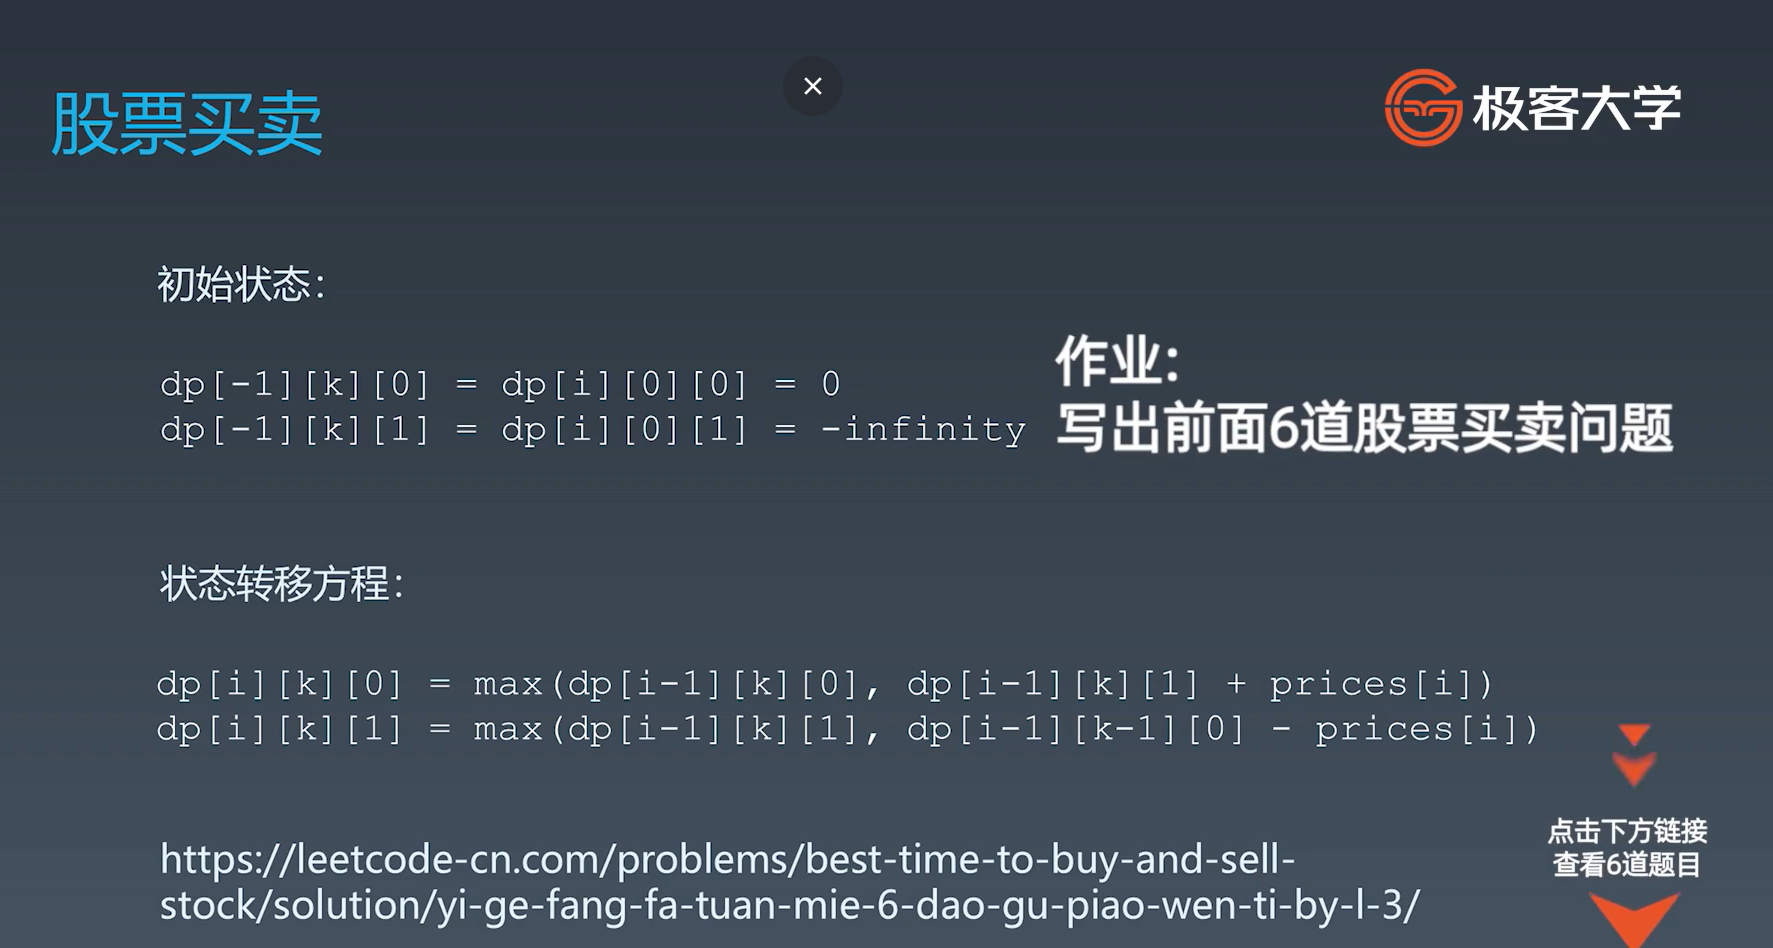 股票买卖
极客大学
初始状态：
dp[-1][k][0] = dp[i][0][0] = 0
dp[-1][k][1] = dp[i][0][1] = -infinity
作业：
写出前面6道股票买卖问题
状态转移方程：
dp[i][k][0] = max(dp[i-1][k][0], dp[i-1][k][1] + prices[i])
dp[i][k][1] = max(dp[i-1][k][1], dp[i-1][k-1][0] - prices[i])
https://leetcode-cn.com/problems/best-time-to-buy-and-sell-
stock/solution/yi-ge-fang-fa-tuan-mie-6-dao-gu-piao-wen-ti-by-l-3/
点击下方链接
查看6道题目